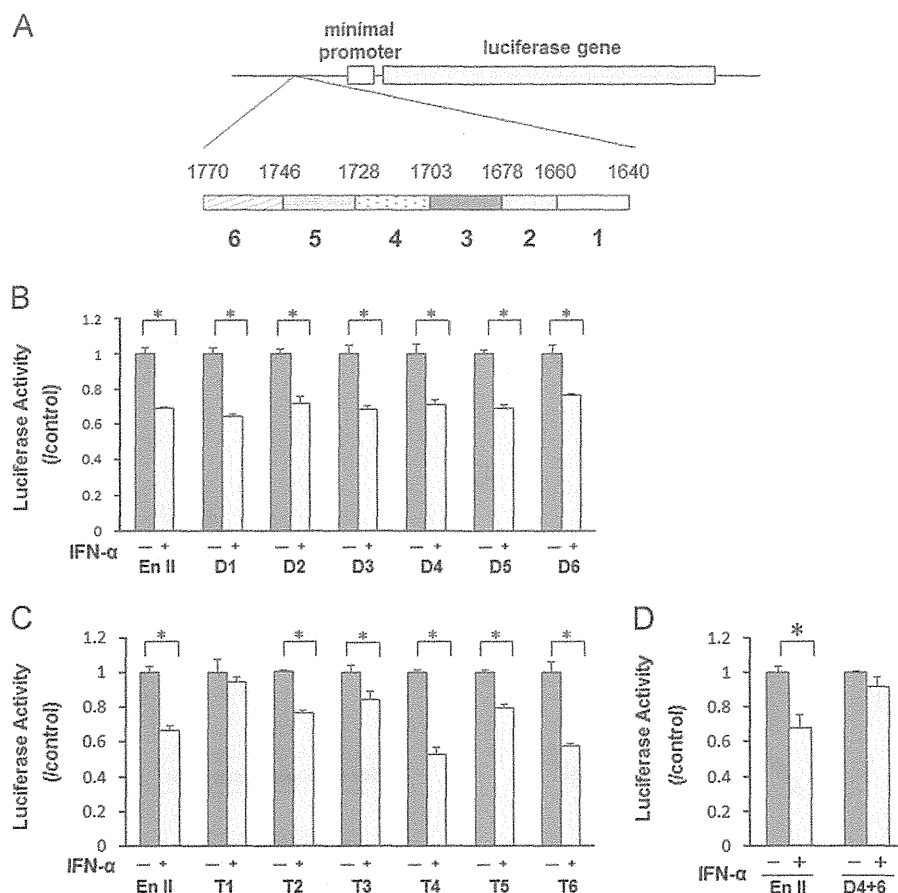 A
minimal
promoter
luciferase gene
1770 1746 1728 1703 1678 1660 1640
6 5 4 3 2 1
B
Luciferase Activity
(/control)
1.2
1
0.8
0.6
0.4
0.2
0
* * * * * * *
IFN-α
— + — + — + — + — + — + — +
En II D1 D2 D3 D4 D5 D6
C
Luciferase Activity
(/control)
1.2
1
0.8
0.6
0.4
0.2
0
* * * * * *
IFN-α
— + — + — + — + — + — + — +
En II T1 T2 T3 T4 T5 T6
D
Luciferase Activity
(/control)
1.2
1
0.8
0.6
0.4
0.2
0
*
IFN-α
— + — +
En II D4+6